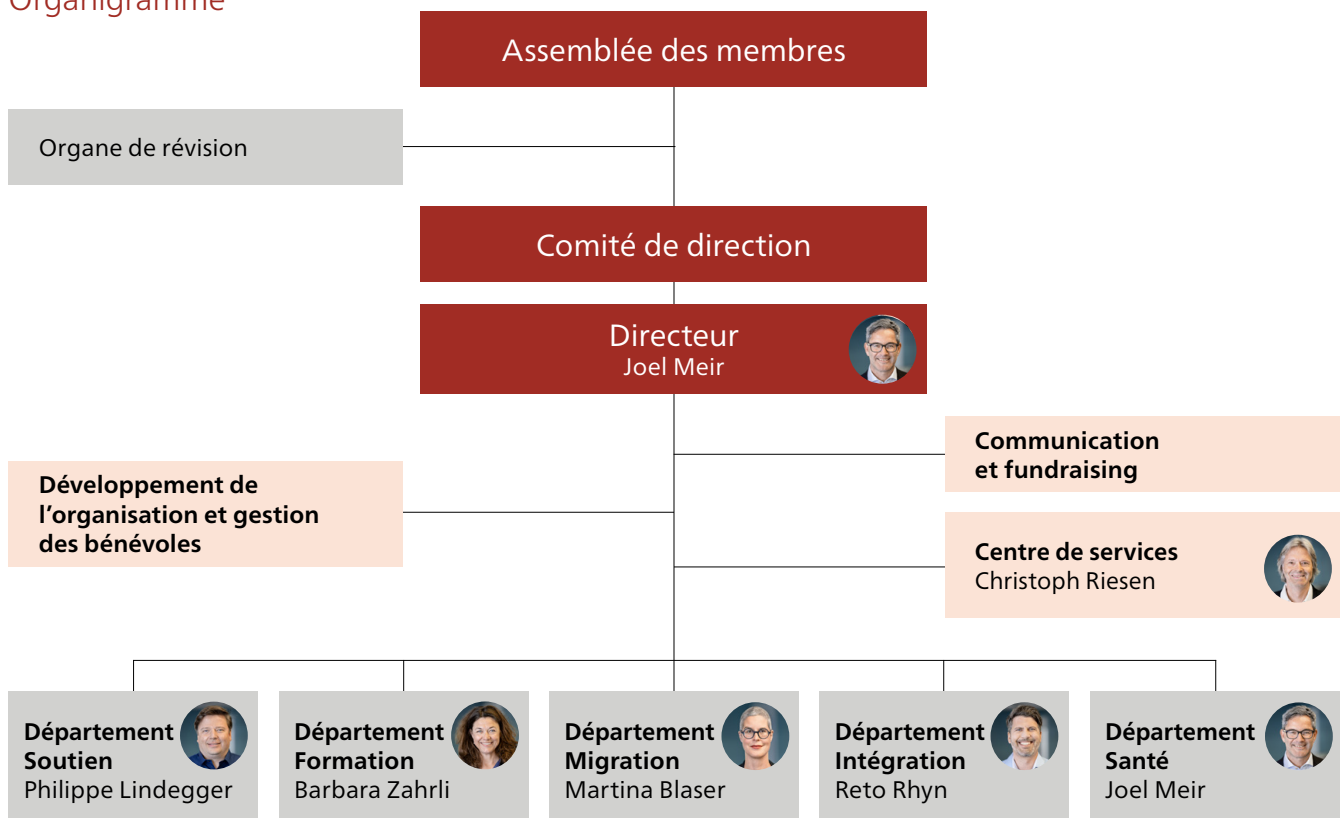 Organigramme
Assemblée des membres
Organe de révision
Comité de direction
Directeur
Joel Meir
Communication
et fundraising
Développement de
l’organisation et gestion
des bénévoles
Centre de services
Christoph Riesen
Département
Soutien
Philippe Lindegger
Département
Formation
Barbara Zahrli
Département
Migration
Martina Blaser
Département
Intégration
Reto Rhyn
Département
Santé
Joel Meir